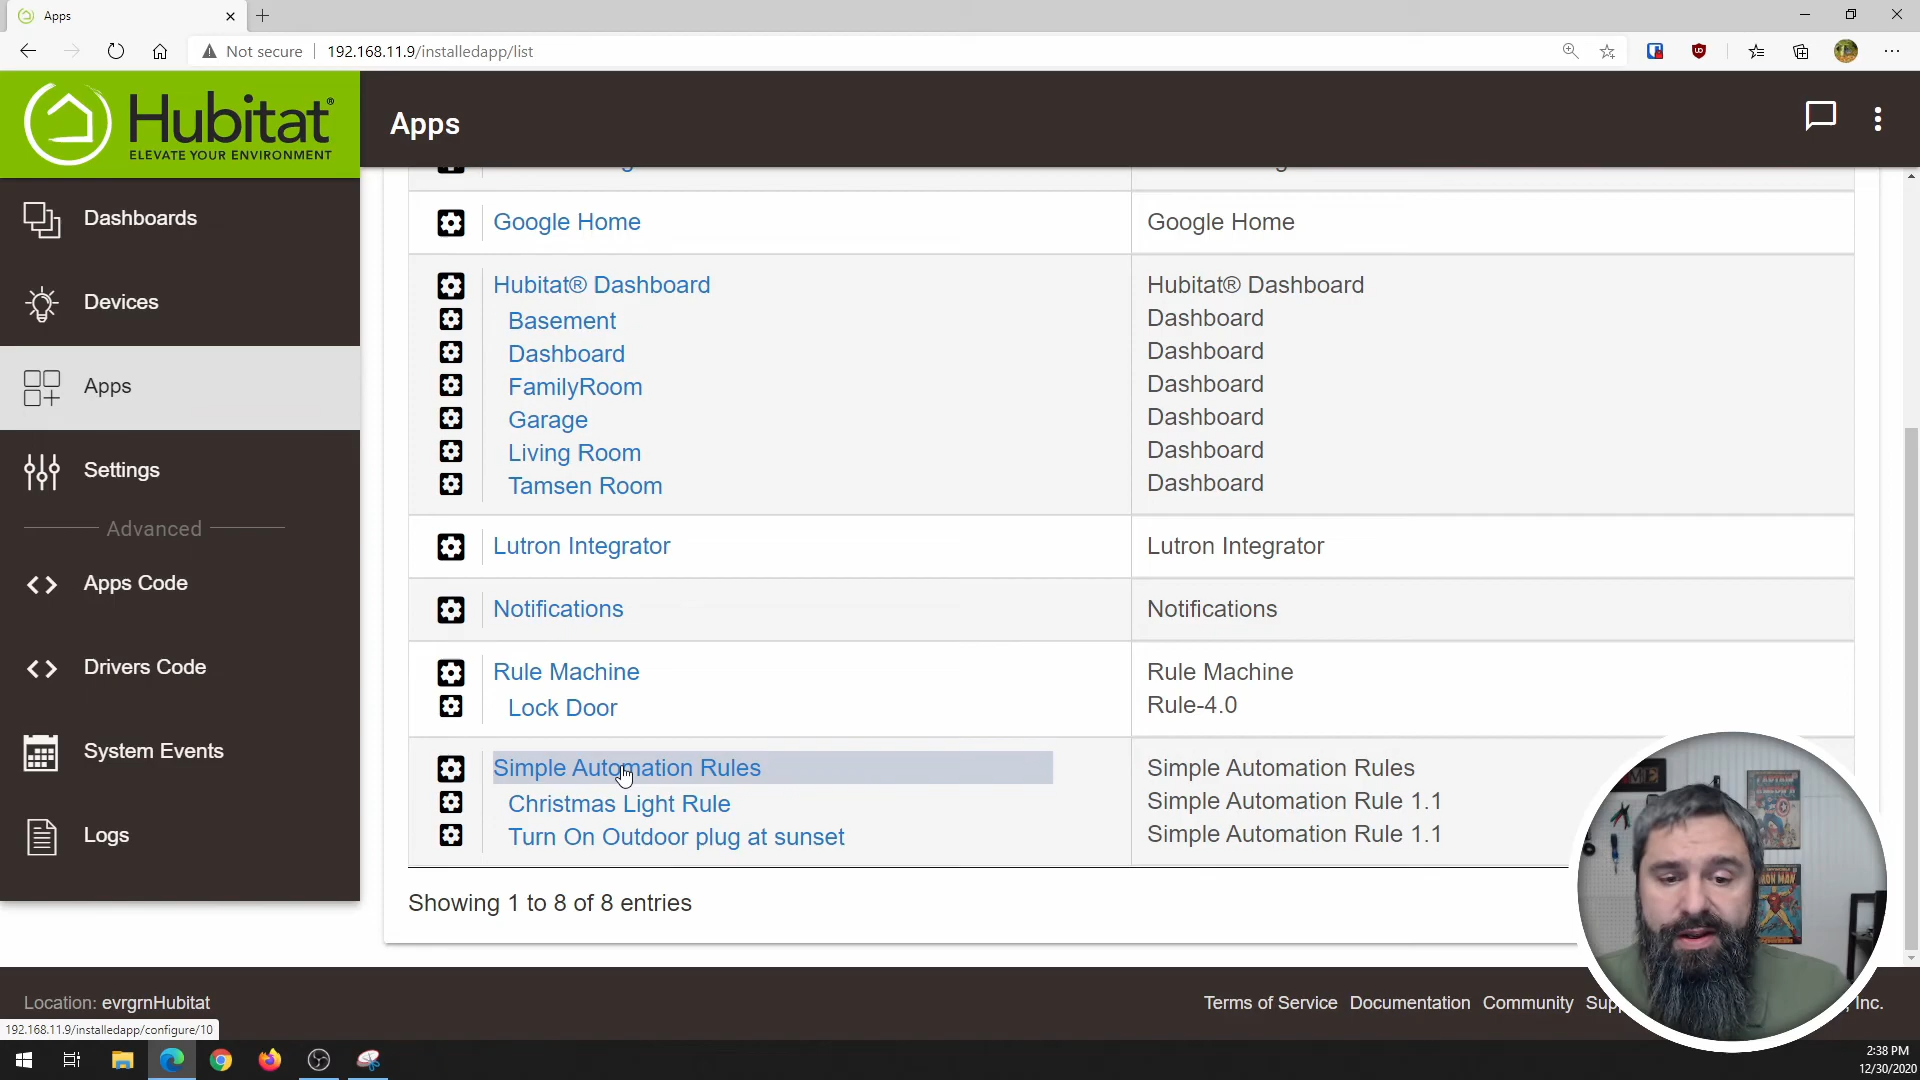 Apps
Not secure
192.168.11.9/installedapp/list
Hubitat®
ELEVATE YOUR ENVIRONMENT
Apps
Dashboards
Devices
Apps
Settings
Advanced
Apps Code
Drivers Code
System Events
Logs
Google Home
Google Home
Hubitat® Dashboard
Hubitat® Dashboard
Basement
Dashboard
Dashboard
Dashboard
FamilyRoom
Dashboard
Garage
Dashboard
Living Room
Dashboard
Tamsen Room
Dashboard
Lutron Integrator
Lutron Integrator
Notifications
Notifications
Rule Machine
Rule Machine
Lock Door
Rule-4.0
Simple Automation Rules
Simple Automation Rules
Christmas Light Rule
Simple Automation Rule 1.1
Turn On Outdoor plug at sunset
Simple Automation Rule 1.1
Showing 1 to 8 of 8 entries
Location: evrgrnHubitat
Terms of Service
Documentation
Community
Inc.
192.168.11.9/installedapp/configure/10
2:38 PM
12/30/2020